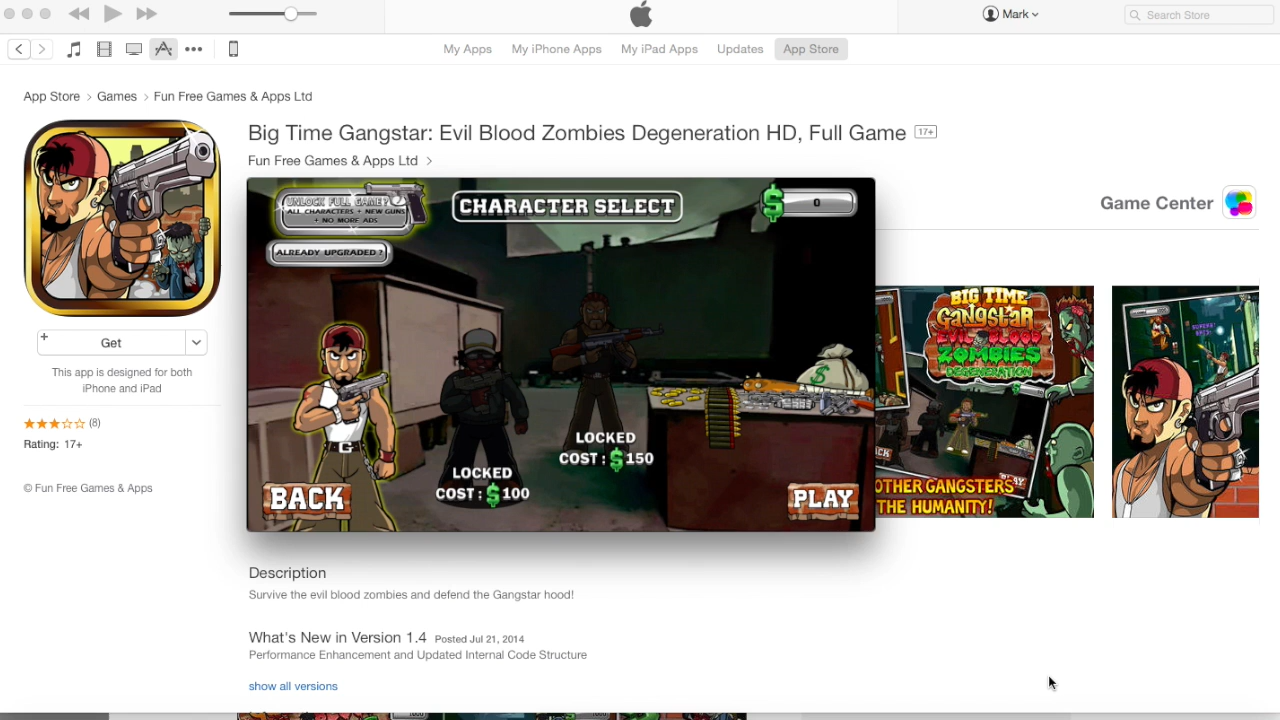 Mark
Search Store
My Apps
My iPhone Apps
My iPad Apps
Updates
App Store
App Store > Games > Fun Free Games & Apps Ltd
Big Time Gangstar: Evil Blood Zombies Degeneration HD, Full Game 17+
Fun Free Games & Apps Ltd >
Game Center
UNLOCK FULL GAME?
ALL CHARACTERS + NEW GUNS
+ NO MORE ADS
ALREADY UPGRADED ?
CHARACTER SELECT
$ 0
G
LOCKED
COST: $ 100
LOCKED
COST: $ 150
$
BACK
PLAY
BIG TIME
GANGSTAR
EVIL BLOOD
ZOMBIES
DEGENERATION
OTHER GANGSTERS
THE HUMANITY!
+ Get
This app is designed for both
iPhone and iPad
(8)
Rating: 17+
© Fun Free Games & Apps
Description
Survive the evil blood zombies and defend the Gangstar hood!
What's New in Version 1.4 Posted Jul 21, 2014
Performance Enhancement and Updated Internal Code Structure
show all versions